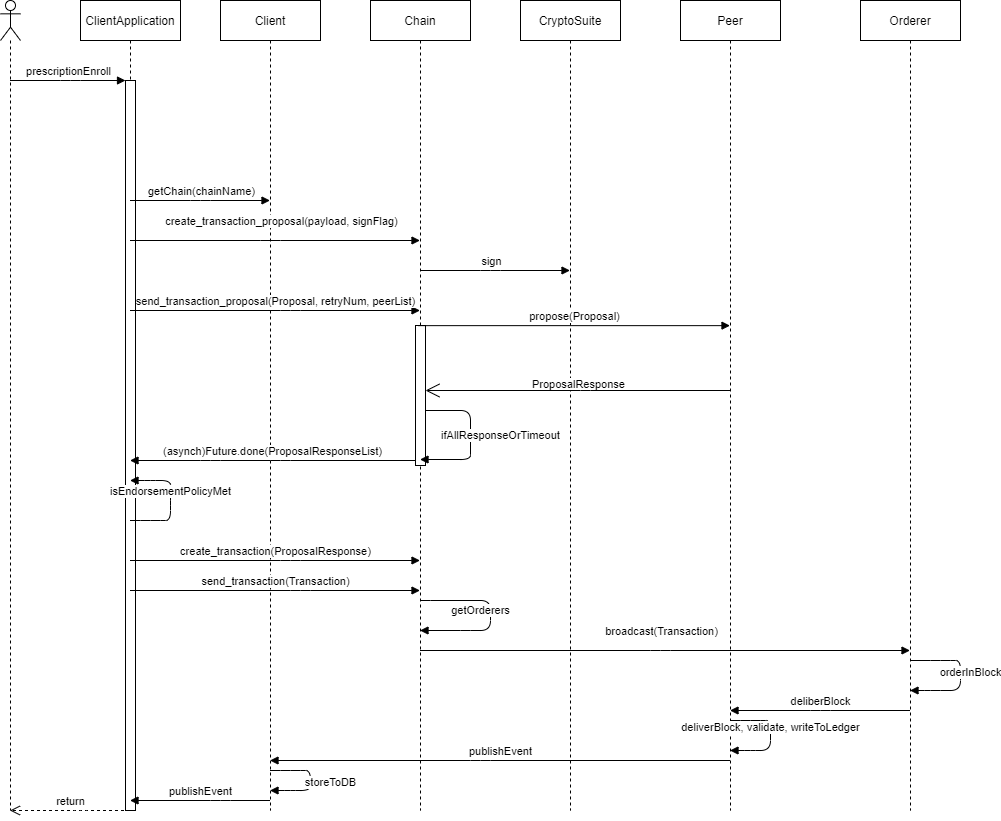 ClientApplication
Client
Chain
CryptoSuite
Peer
Orderer
prescriptionEnroll
getChain(chainName)
create_transaction_proposal(payload, signFlag)
sign
send_transaction_proposal(Proposal, retryNum, peerList)
propose(Proposal)
ProposalResponse
ifAllResponseOrTimeout
(asynch)Future.done(ProposalResponseList)
isEndorsementPolicyMet
create_transaction(ProposalResponse)
send_transaction(Transaction)
getOrderers
broadcast(Transaction)
orderInBlock
deliberBlock
deliverBlock, validate, writeToLedger
publishEvent
storeToDB
publishEvent
return